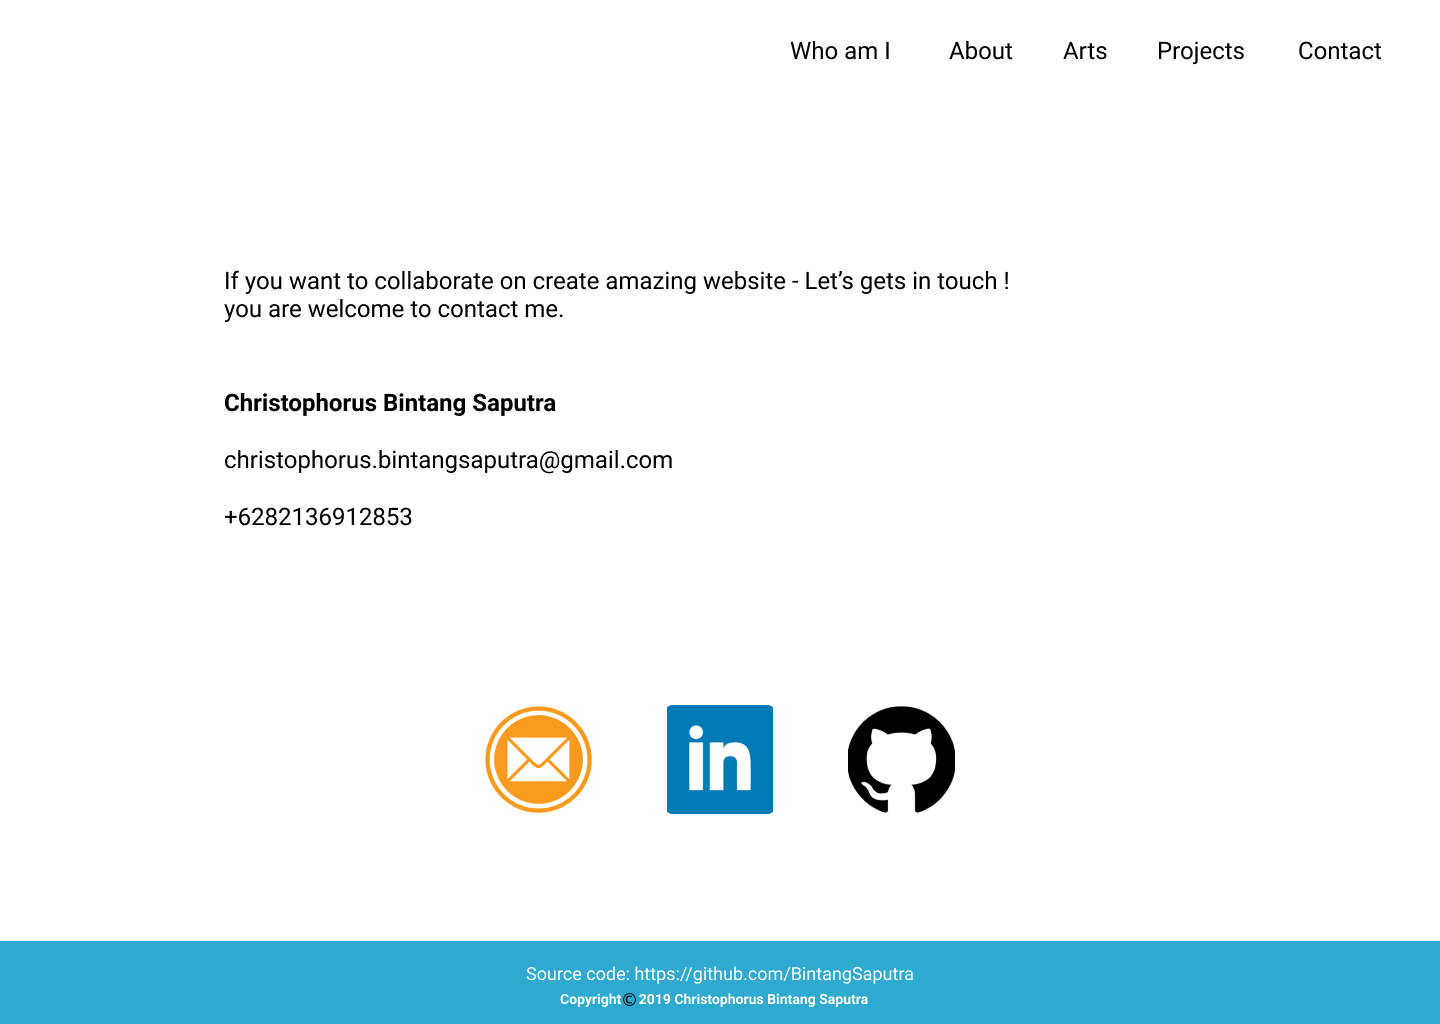 Who am I About Arts Projects Contact
If you want to collaborate on create amazing website - Let’s gets in touch !
you are welcome to contact me.
Christophorus Bintang Saputra
christophorus.bintangsaputra@gmail.com
+6282136912853
in
Source code: https://github.com/BintangSaputra
Copyright © 2019 Christophorus Bintang Saputra